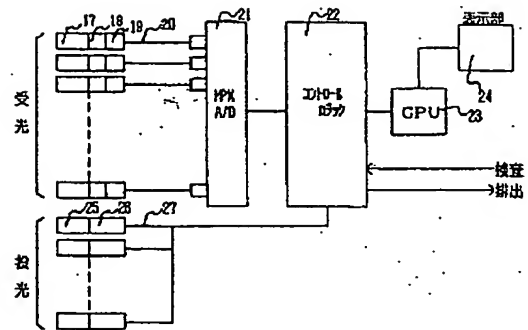 17 18 19 20 21 22 表示部
受光
MPX
A/D
コントロール
ロジック
CPU
24
23
検査
排出
25 26 27
投光